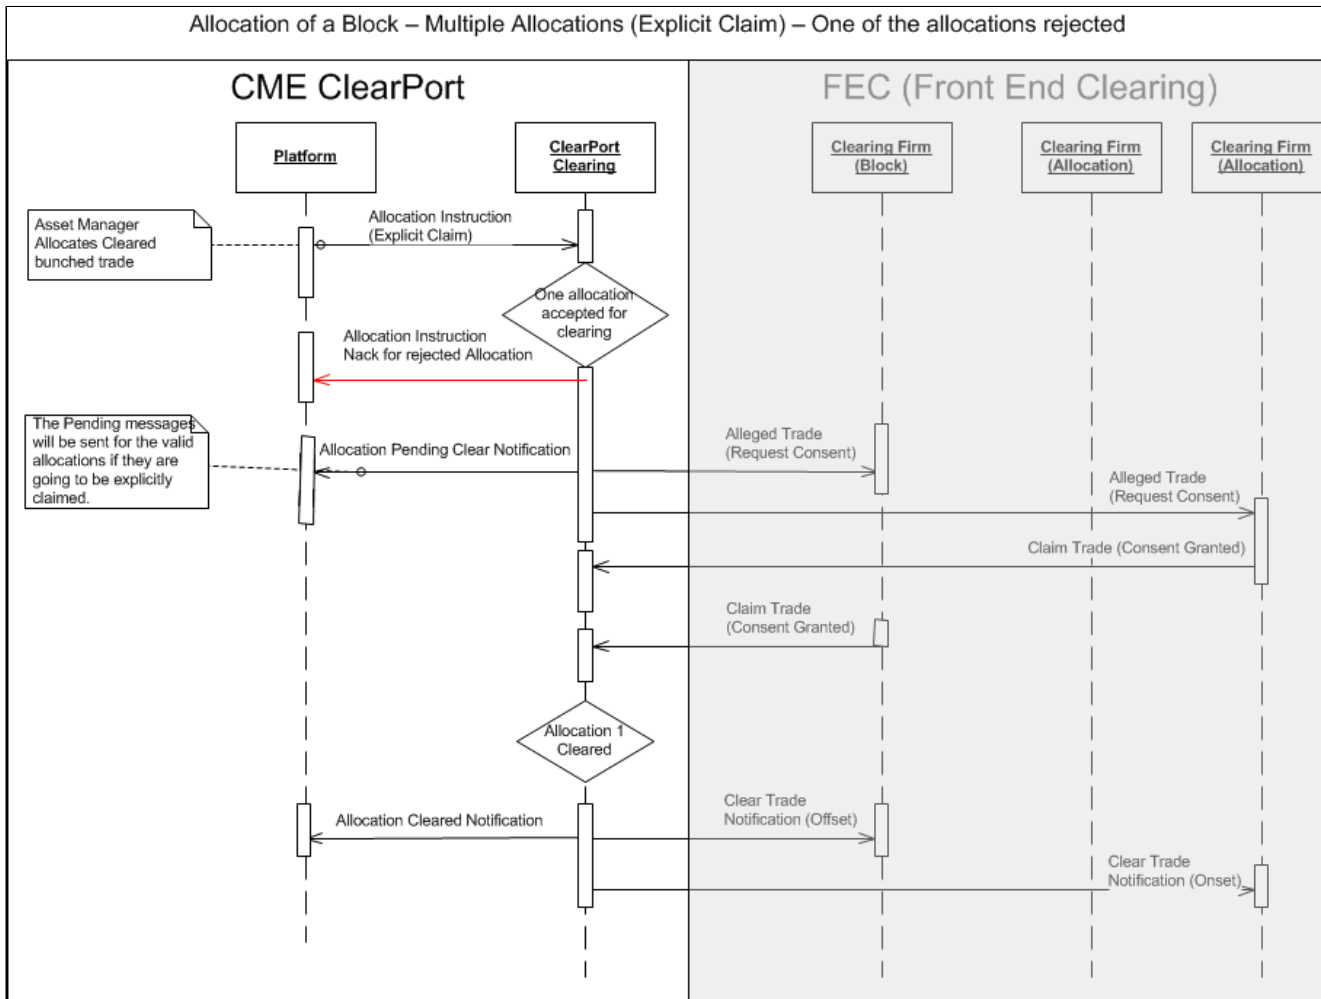 Allocation of a Block – Multiple Allocations (Explicit Claim) – One of the allocations rejected
CME ClearPort
FEC (Front End Clearing)
Platform
ClearPort
Clearing
Clearing Firm
(Block)
Clearing Firm
(Allocation)
Clearing Firm
(Allocation)
Asset Manager
Allocates Cleared
bunched trade
Allocation Instruction
(Explicit Claim)
One allocation
accepted for
clearing
Allocation Instruction
Nack for rejected Allocation
The Pending messages
will be sent for the valid
allocations if they are
going to be explicitly
claimed.
Allocation Pending Clear Notification
Alleged Trade
(Request Consent)
Alleged Trade
(Request Consent)
Claim Trade (Consent Granted)
Claim Trade
(Consent Granted)
Allocation 1
Cleared
Allocation Cleared Notification
Clear Trade
Notification (Offset)
Clear Trade
Notification (Onset)